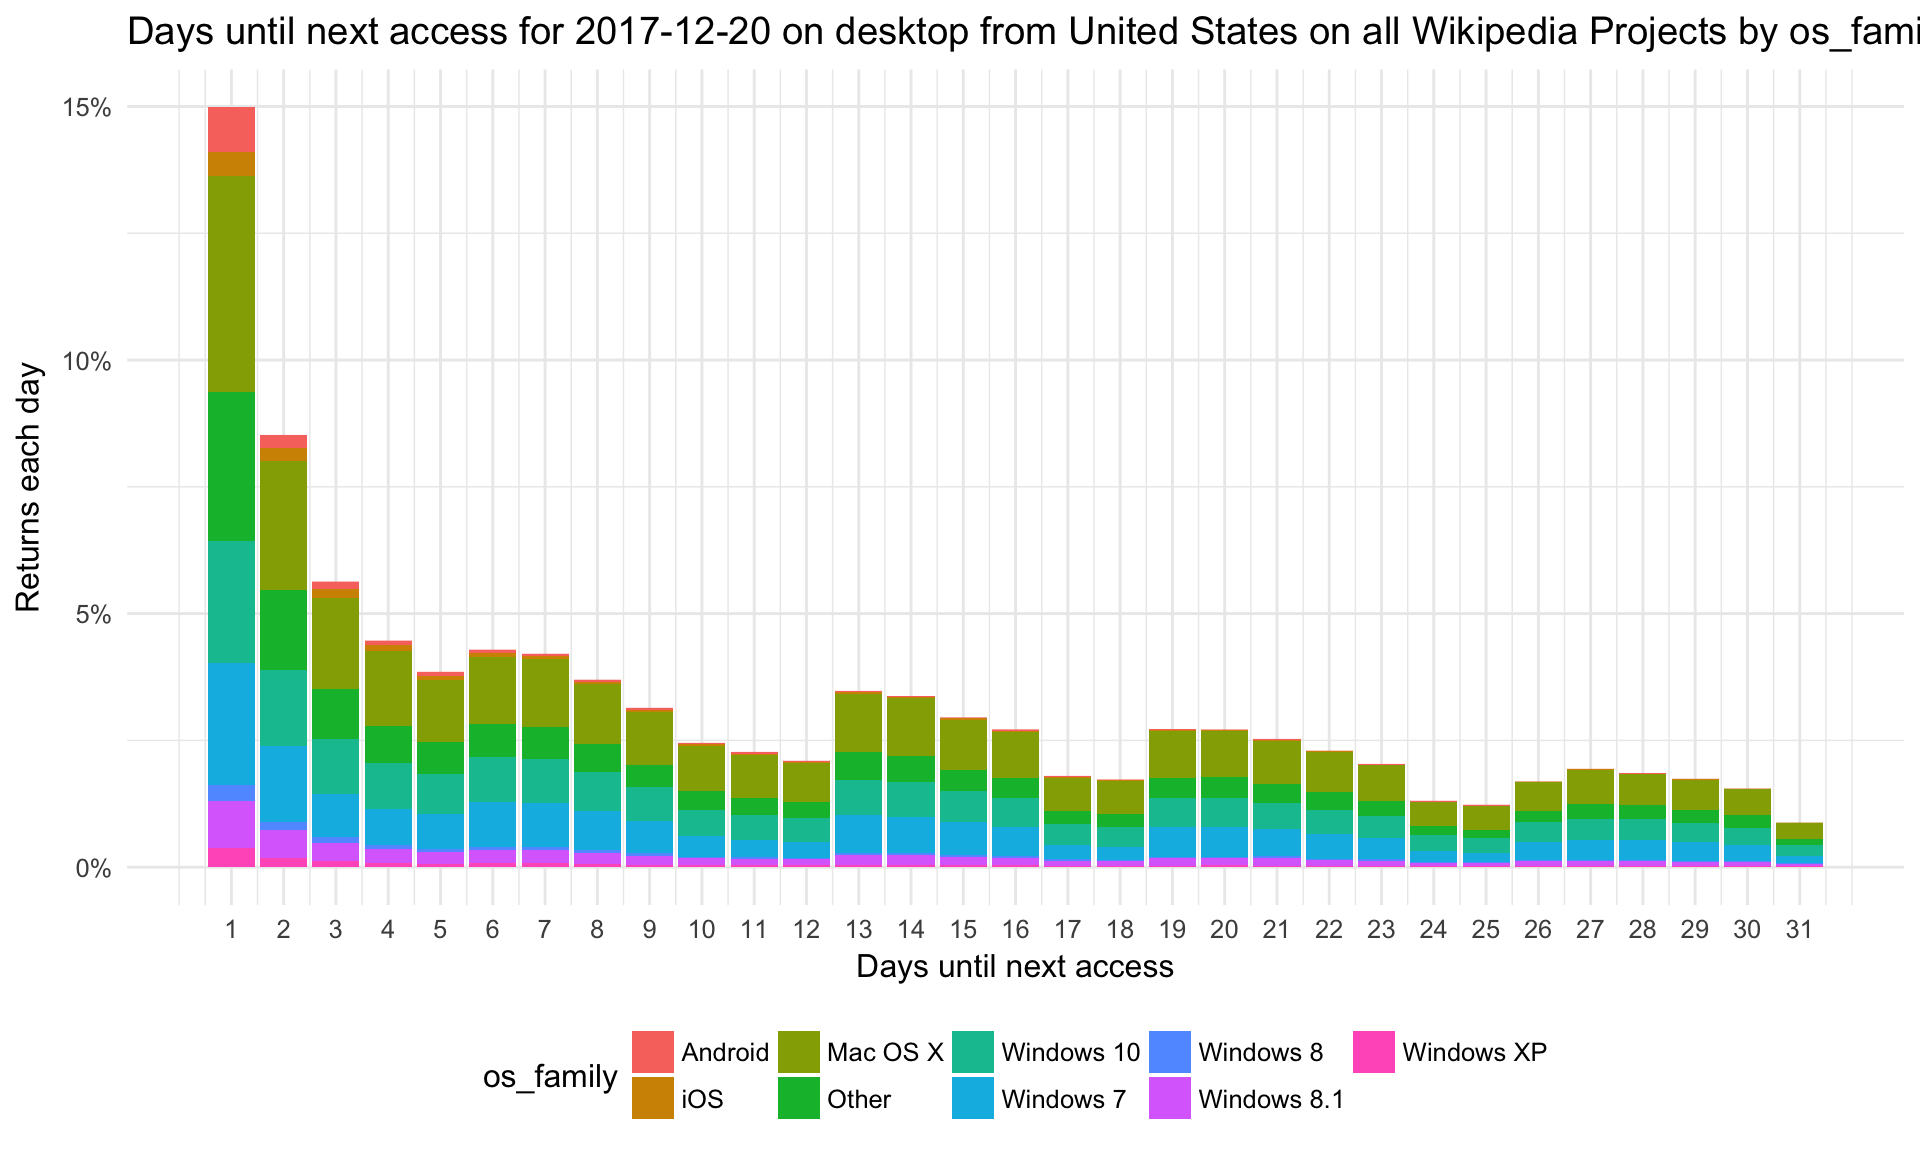 Days until next access for 2017-12-20 on desktop from United States on all Wikipedia Projects by os_fami
15%
10%
5%
0%
Returns each day
1 2 3 4 5 6 7 8 9 10 11 12 13 14 15 16 17 18 19 20 21 22 23 24 25 26 27 28 29 30 31
Days until next access
os_family
Android Mac OS X Windows 10 Windows 8 Windows XP
iOS Other Windows 7 Windows 8.1